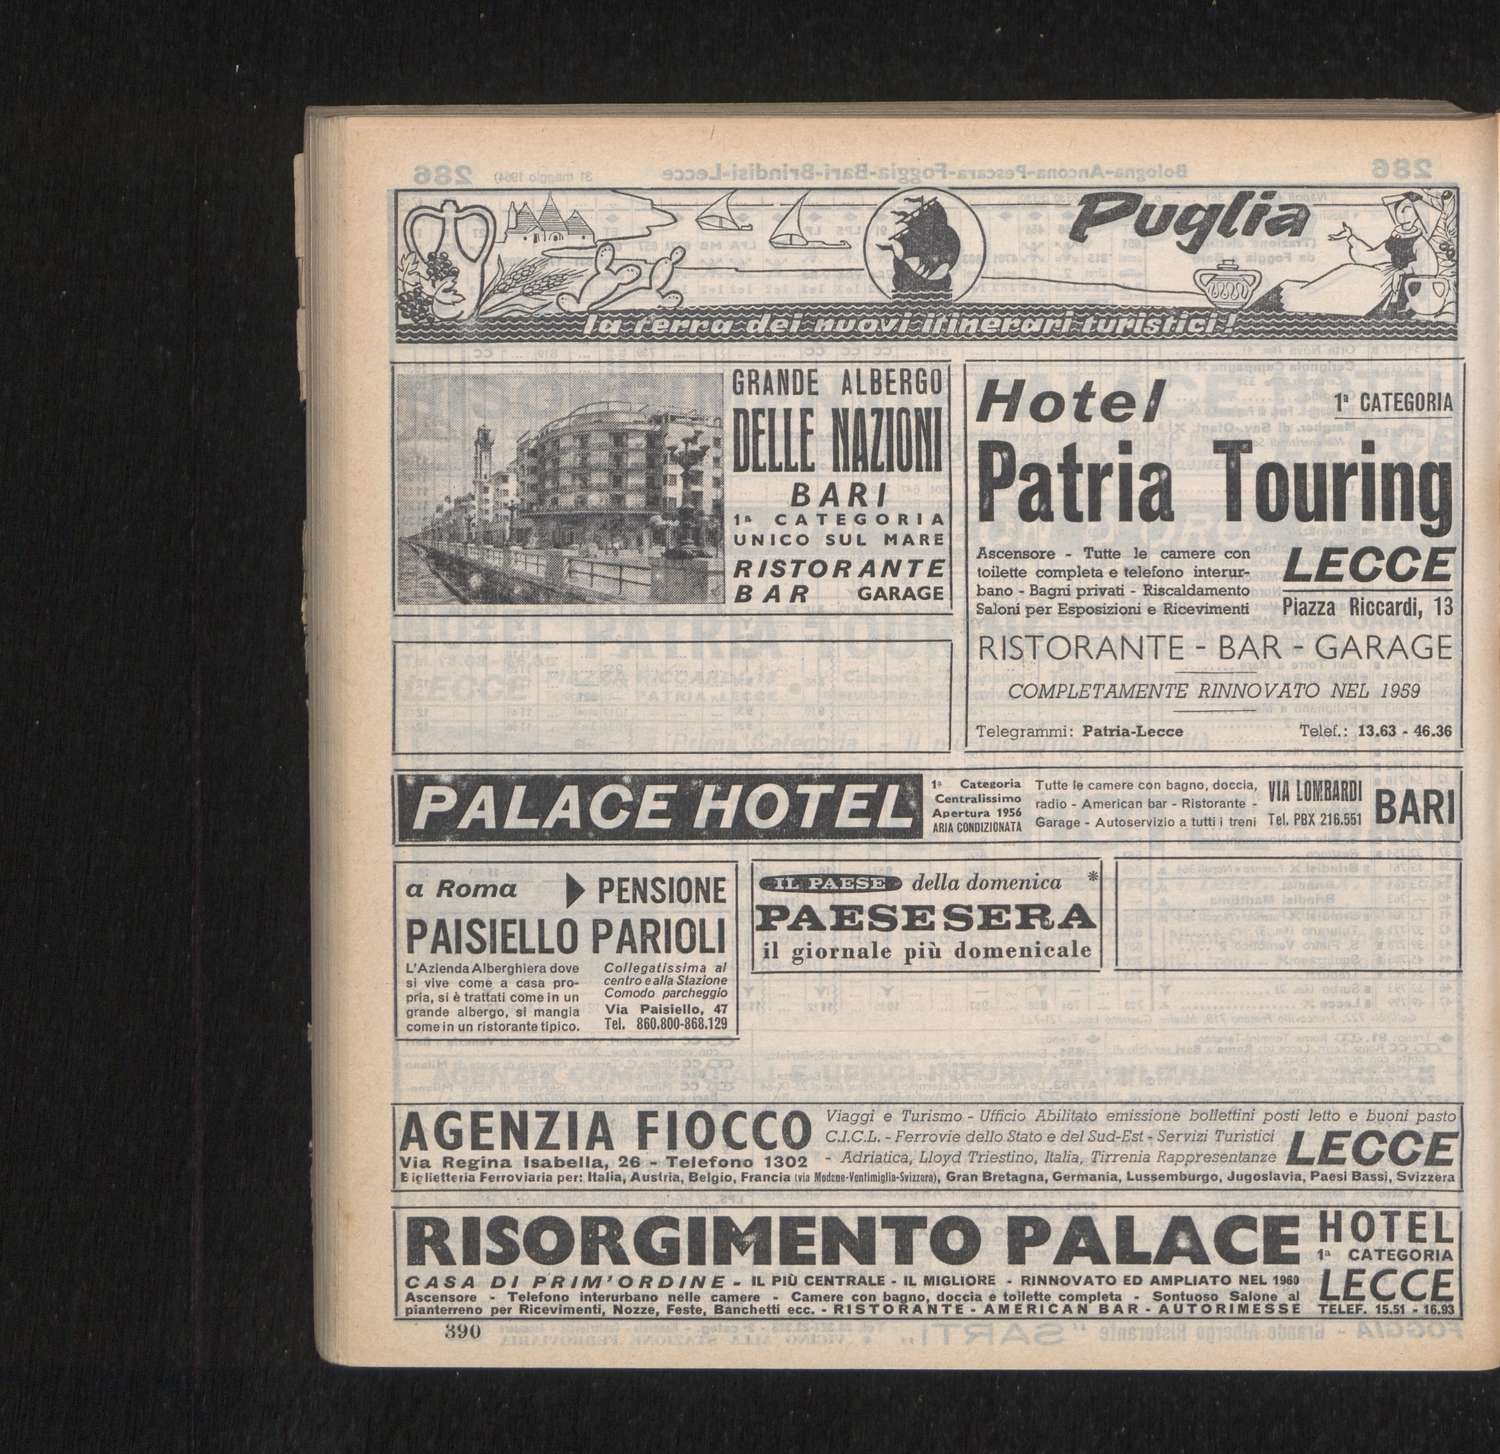 Puglia
la terra dei nuovi itinerari turistici!
GRANDE ALBERGO
DELLE NAZIONI
BARI
1ª CATEGORIA
UNICO SUL MARE
RISTORANTE
BAR GARAGE
Hotel 1ª CATEGORIA
Patria Touring
Ascensore - Tutte le camere con
toilette completa e telefono interur-
bano - Bagni privati - Riscaldamento
Saloni per Esposizioni e Ricevimenti
LECCE
Piazza Riccardi, 13
RISTORANTE - BAR - GARAGE
COMPLETAMENTE RINNOVATO NEL 1959
Telegrammi: Patria-Lecce Telef.: 13.63 - 46.36
PALACE HOTEL
1ª Categoria
Centralissimo
Apertura 1956
ARIA CONDIZIONATA
Tutte le camere con bagno, doccia,
radio - American bar - Ristorante -
Garage - Autoservizio a tutti i treni
VIA LOMBARDI
Tel. PBX 216.551
BARI
a Roma PENSIONE
PAISIELLO PARIOLI
L'Azienda Alberghiera dove
si vive come a casa pro-
pria, si è trattati come in un
grande albergo, si mangia
come in un ristorante tipico.
Collegatissima al
centro e alla Stazione
Comodo parcheggio
Via Paisiello, 47
Tel. 860.800-868.129
IL PAESE della domenica *
PAESE SERA
il giornale più domenicale
AGENZIA FIOCCO
Via Regina Isabella, 26 - Telefono 1302
Viaggi e Turismo - Ufficio Abilitato emissione bollettini posti letto e buoni pasto
C.I.C.L. - Ferrovie dello Stato e del Sud-Est - Servizi Turistici
- Adriatica, Lloyd Triestino, Italia, Tirrenia Rappresentanze
LECCE
Biglietteria Ferroviaria per: Italia, Austria, Belgio, Francia (via Modane-Ventimiglia-Svizzera), Gran Bretagna, Germania, Lussemburgo, Jugoslavia, Paesi Bassi, Svizzera
RISORGIMENTO PALACE HOTEL
1ª CATEGORIA
CASA DI PRIM'ORDINE - IL PIÙ CENTRALE - IL MIGLIORE - RINNOVATO ED AMPLIATO NEL 1960
Ascensore - Telefono interurbano nelle camere - Camere con bagno, doccia e toilette completa - Sontuoso Salone al
pianterreno per Ricevimenti, Nozze, Feste, Banchetti ecc. - RISTORANTE - AMERICAN BAR - AUTORIMESSE
LECCE
TELEF. 15.51 - 16.93
390